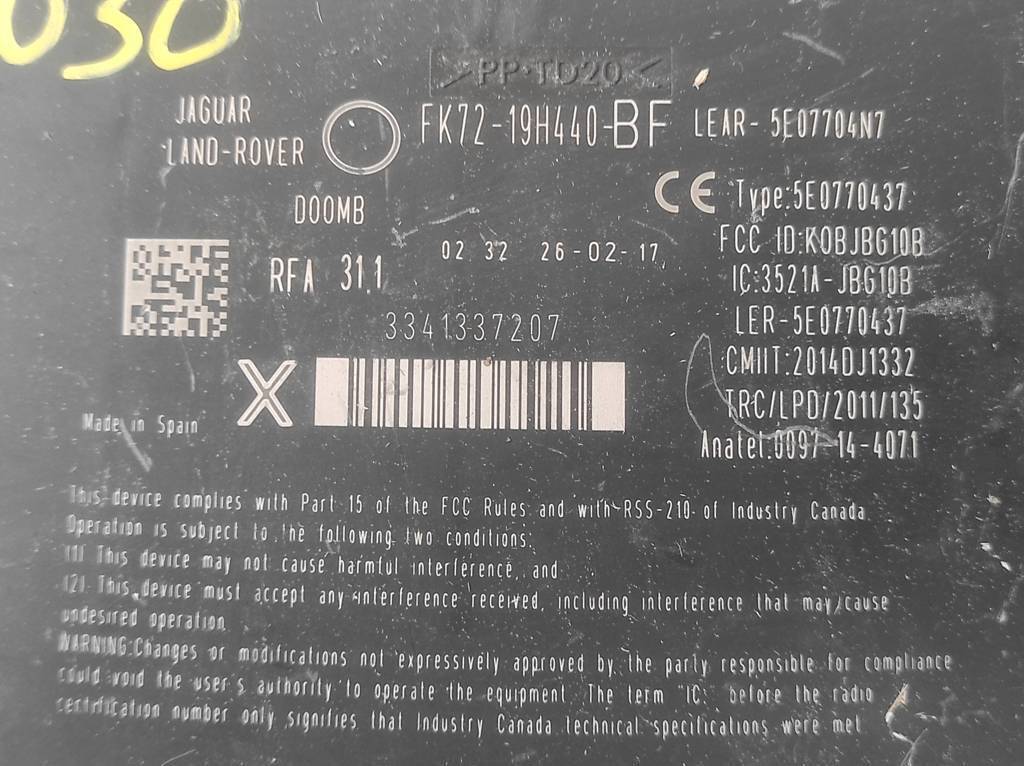 030
>PP-TD20<
JAGUAR
LAND-ROVER
FK72-19H440-BF
LEAR- 5E07704N7
D00MB
CE Type:5E0770437
FCC ID:KOBJBG10B
02 32 26-02-17
RFA 31.1
IC:3521A-JBG10B
LER-5E0770437
3341337207
CMIIT:2014DJ1332
X
TRC/LPD/2011/135
Made in Spain
Anatel:0097-14-4071
This device complies with Part 15 of the FCC Rules and with RSS-210 of Industry Canada
Operation is subject to the following two conditions:
(1) This device may not cause harmful interference, and
(2) This device must accept any interference received, including interference that may cause
undesired operation
WARNING:Changes or modifications not expressively approved by the party responsible for compliance
could void the user's authority to operate the equipment. The term "IC" before the radio
certification number only signifies that Industry Canada technical specifications were met